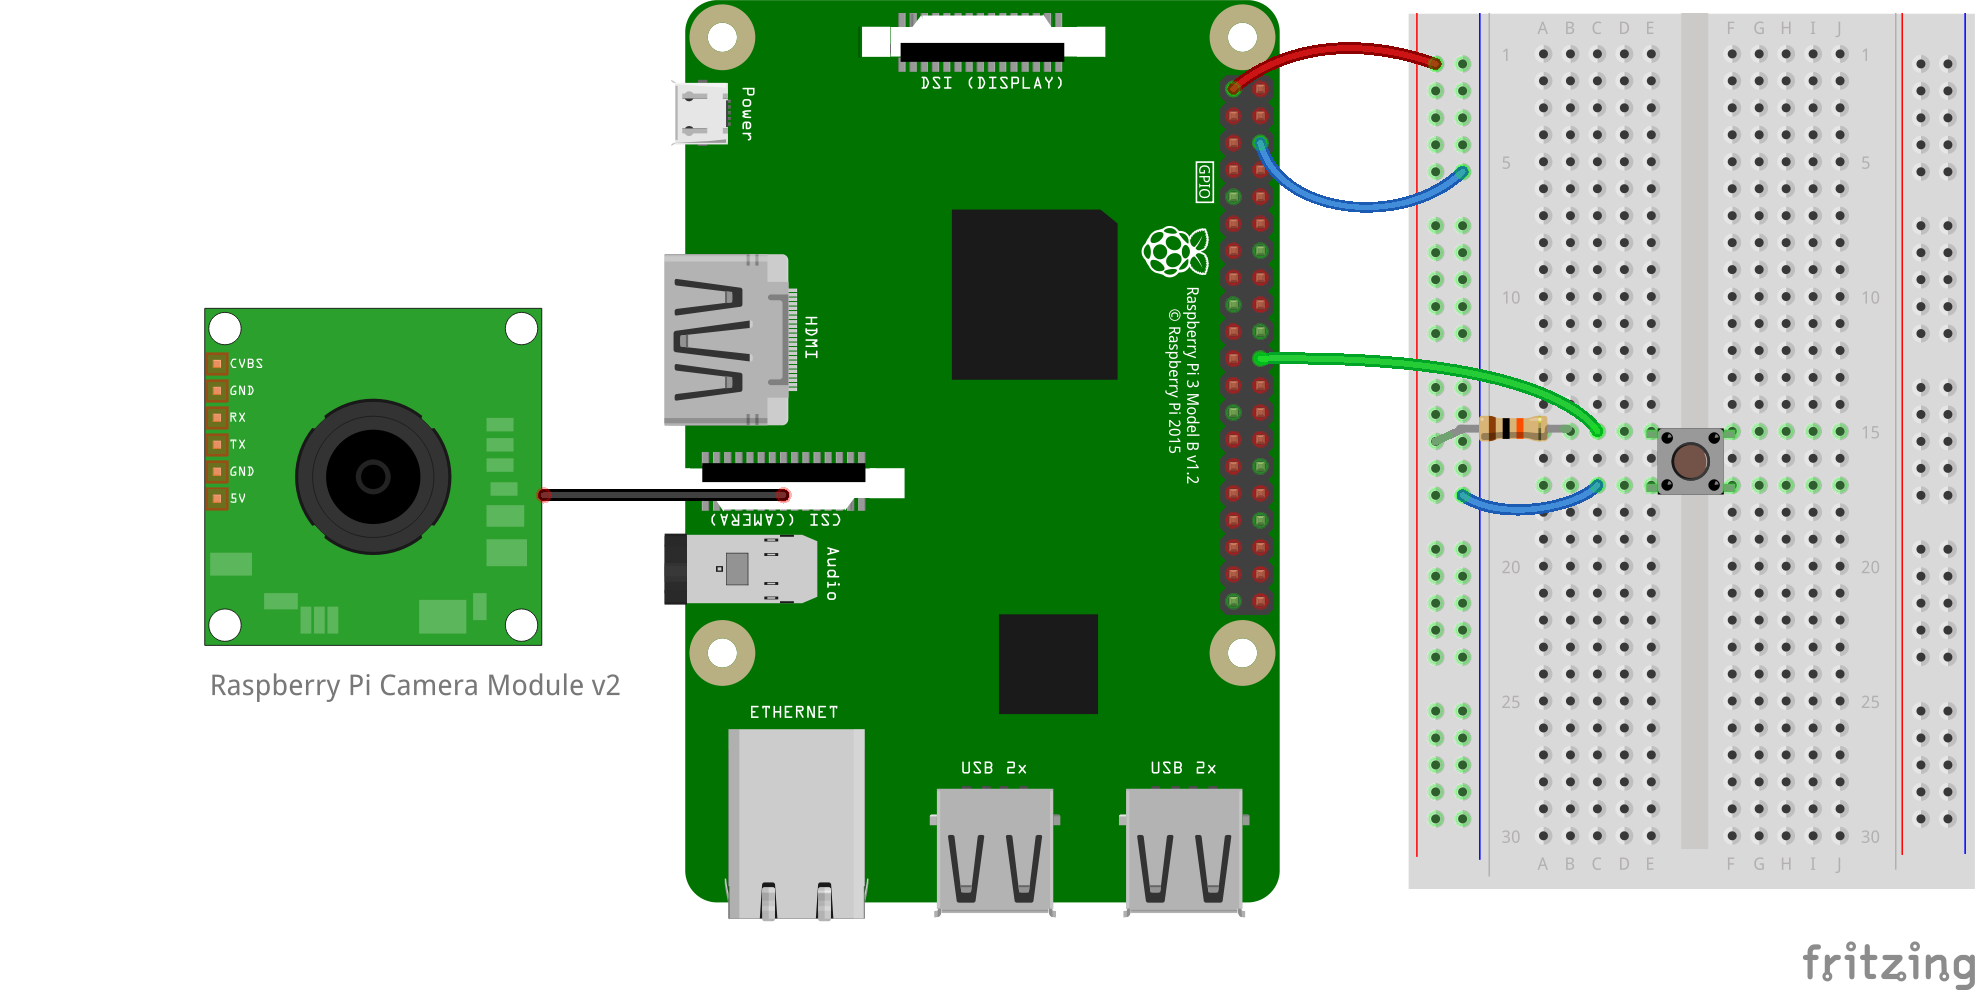 DSI (DISPLAY)
Power
GPIO
Raspberry Pi 3 Model B v1.2
© Raspberry Pi 2015
HDMI
CSI (CAMERA)
Audio
ETHERNET
USB 2x
USB 2x
CVBS
GND
RX
TX
GND
5V
Raspberry Pi Camera Module v2
A B C D E F G H I J
1 1
5 5
10 10
15 15
20 20
25 25
30 30
A B C D E F G H I J
fritzing